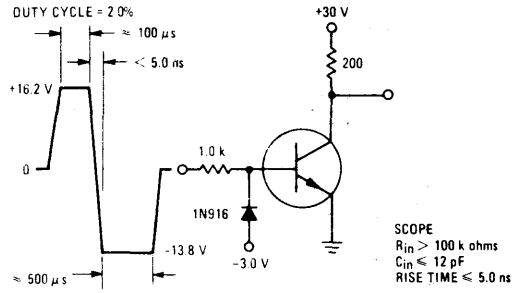 DUTY CYCLE = 2.0%
≈ 100 µs
< 5.0 ns
+16.2 V
0
-13.8 V
≈ 500 µs
+30 V
200
1.0 k
1N916
-3.0 V
SCOPE
Rin > 100 k ohms
Cin ≤ 12 pF
RISE TIME ≤ 5.0 ns